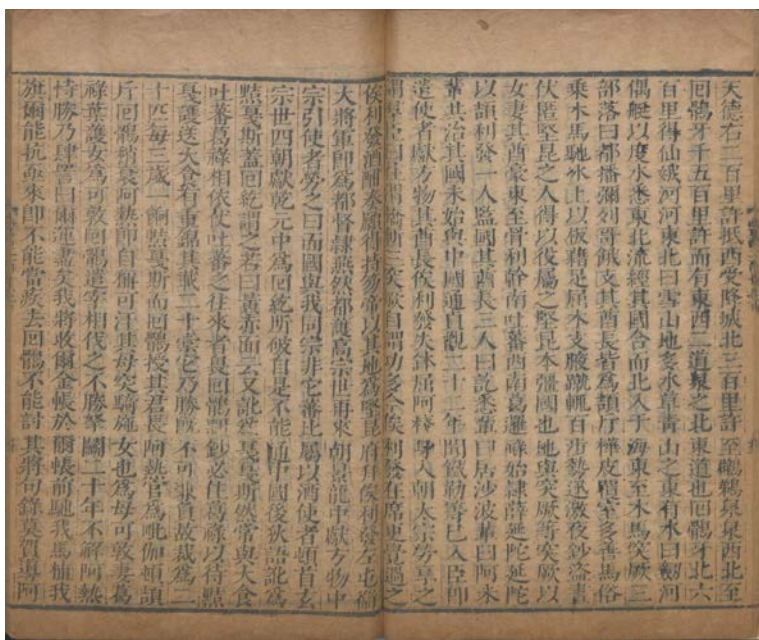 天德右二百里許抵西受降城北三百里許至鸊鵜泉泉西北至
回鶻牙千五百里許而有東西二道泉之北東道也回鶻牙北六
百里得仙娥河河東北曰雪山地多水草青山之東有水曰劒河
偶艇以度水悉東北流經其國合而北入于海東至木馬突厥三
部落曰都播彌列哥餓支其酋長皆為頡斤樺皮覆室多善馬俗
乘木馬馳冰上以板藉足屈木支腋蹴輒百步勢迅激夜鈔盜晝
伏匿堅昆之人得以役屬之堅昆本彊國也地與突厥等突厥以
女妻其酋豪東至骨利幹南吐蕃西南葛邏祿始隸薛延陀延陀
以頡利發一人監國其酋長三人曰訖悉輩曰居沙波輩曰阿米
輩共治其國未始與中國通貞觀二十二年聞鐵勒等已入臣即
遣使者獻方物其酋長俟利發失鉢屈阿棧身入朝太宗勞享之
謂羣臣曰往渭橋斬三突厥自謂功多今俟利發在席更覺過之
俟利發酒酣奏願得持笏帝以其地為堅昆府拜俟利發左屯衛
大將軍即為都督隷燕然都護高宗世再來朝景龍中獻方物中
宗引使者勞之曰而國與我同宗非它蕃比屬以酒使者頓首玄
宗世四朝獻乾元中為回紇所破自是不能通中國後狄語訛為
黠戛斯蓋回紇謂之若曰黃赤面云又訛為戛戛斯然常與大食
吐蕃葛祿相依仗吐蕃之往來者畏回鶻剽鈔必住葛祿以待黠
戛斯護送大食有重錦其載二十橐它乃勝既不可兼負故裁為二
十匹每三歲一餉黠戛斯而回鶻授其君長阿熱官為毗伽頓頡
斤回鶻稍衰阿熱即自稱可汗其母突騎施女也為母可敦妻葛
祿葉護女為可敦回鶻遣宰相伐之不勝挐鬬二十年不解阿熱
恃勝乃肆詈曰爾運盡矣我將收爾金帳於爾帳前馳我馬植我
旗爾能抗亟來即不能當疾去回鶻不能討其將句錄莫賀導阿